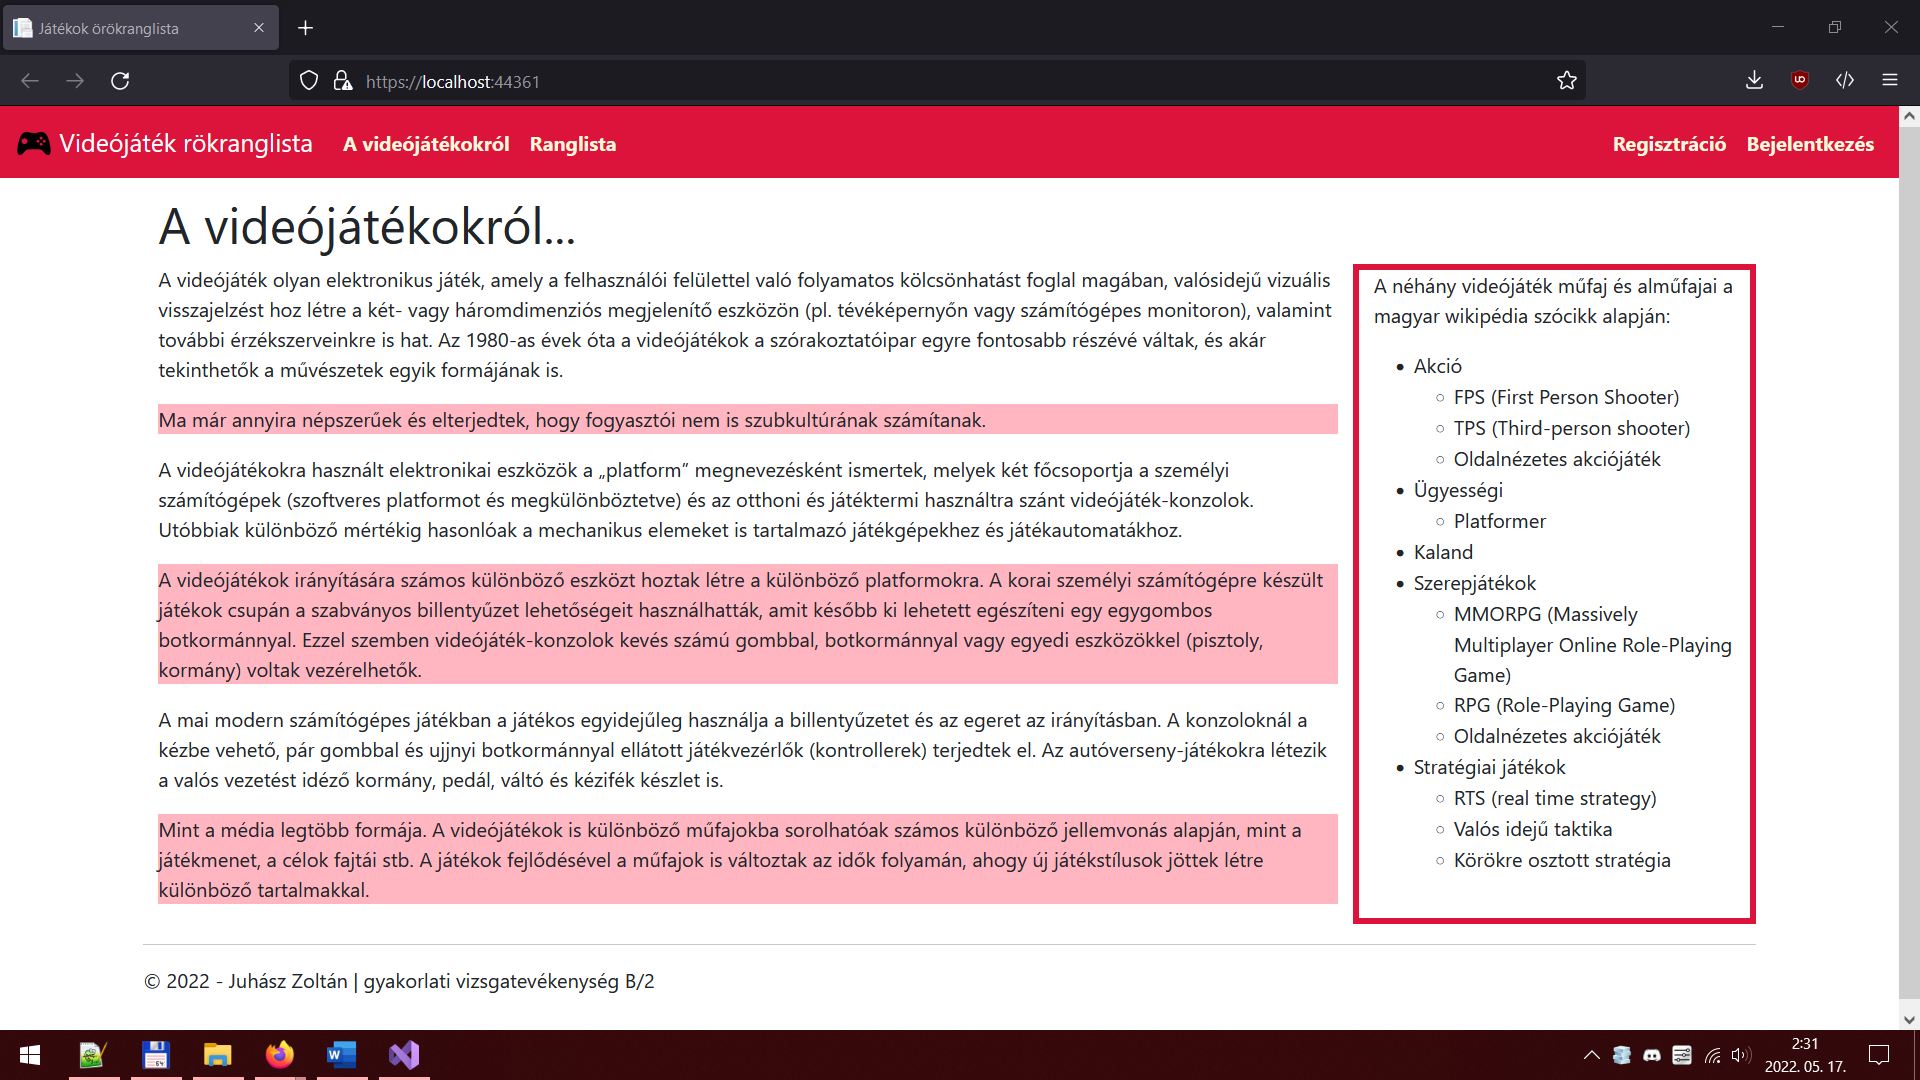 Játékok örökranglista
https://localhost:44361
Videójáték rökranglista
A videójátékokról
Ranglista
Regisztráció
Bejelentkezés
A videójátékokról...
A videójáték olyan elektronikus játék, amely a felhasználói felülettel való folyamatos kölcsönhatást foglal magában, valósidejű vizuális
visszajelzést hoz létre a két- vagy háromdimenziós megjelenítő eszközön (pl. tévéképernyőn vagy számítógépes monitoron), valamint
további érzékszerveinkre is hat. Az 1980-as évek óta a videójátékok a szórakoztatóipar egyre fontosabb részévé váltak, és akár
tekinthetők a művészetek egyik formájának is.
Ma már annyira népszerűek és elterjedtek, hogy fogyasztói nem is szubkultúrának számítanak.
A videójátékokra használt elektronikai eszközök a „platform” megnevezésként ismertek, melyek két főcsoportja a személyi
számítógépek (szoftveres platformot és megkülönböztetve) és az otthoni és játéktermi használtra szánt videójáték-konzolok.
Utóbbiak különböző mértékig hasonlóak a mechanikus elemeket is tartalmazó játékgépekhez és játékautomatákhoz.
A videójátékok irányítására számos különböző eszközt hoztak létre a különböző platformokra. A korai személyi számítógépre készült
játékok csupán a szabványos billentyűzet lehetőségeit használhatták, amit később ki lehetett egészíteni egy egygombos
botkormánnyal. Ezzel szemben videójáték-konzolok kevés számú gombbal, botkormánnyal vagy egyedi eszközökkel (pisztoly,
kormány) voltak vezérelhetők.
A mai modern számítógépes játékban a játékos egyidejűleg használja a billentyűzetet és az egeret az irányításban. A konzoloknál a
kézbe vehető, pár gombbal és ujjnyi botkormánnyal ellátott játékvezérlők (kontrollerek) terjedtek el. Az autóverseny-játékokra létezik
a valós vezetést idéző kormány, pedál, váltó és kézifék készlet is.
Mint a média legtöbb formája. A videójátékok is különböző műfajokba sorolhatóak számos különböző jellemvonás alapján, mint a
játékmenet, a célok fajtái stb. A játékok fejlődésével a műfajok is változtak az idők folyamán, ahogy új játékstílusok jöttek létre
különböző tartalmakkal.
A néhány videójáték műfaj és alműfajai a
magyar wikipédia szócikk alapján:
Akció
FPS (First Person Shooter)
TPS (Third-person shooter)
Oldalnézetes akciójáték
Ügyességi
Platformer
Kaland
Szerepjátékok
MMORPG (Massively
Multiplayer Online Role-Playing
Game)
RPG (Role-Playing Game)
Oldalnézetes akciójáték
Stratégiai játékok
RTS (real time strategy)
Valós idejű taktika
Körökre osztott stratégia
© 2022 - Juhász Zoltán | gyakorlati vizsgatevékenység B/2
2:31
2022. 05. 17.